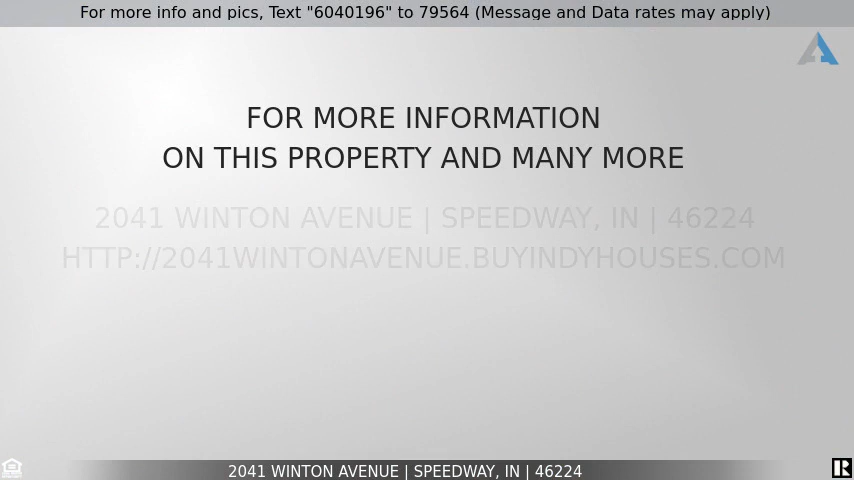 For more info and pics, Text "6040196" to 79564 (Message and Data rates may apply)
FOR MORE INFORMATION
ON THIS PROPERTY AND MANY MORE
2041 WINTON AVENUE | SPEEDWAY, IN | 46224
HTTP://2041WINTONAVENUE.BUYINDYHOUSES.COM
2041 WINTON AVENUE | SPEEDWAY, IN | 46224